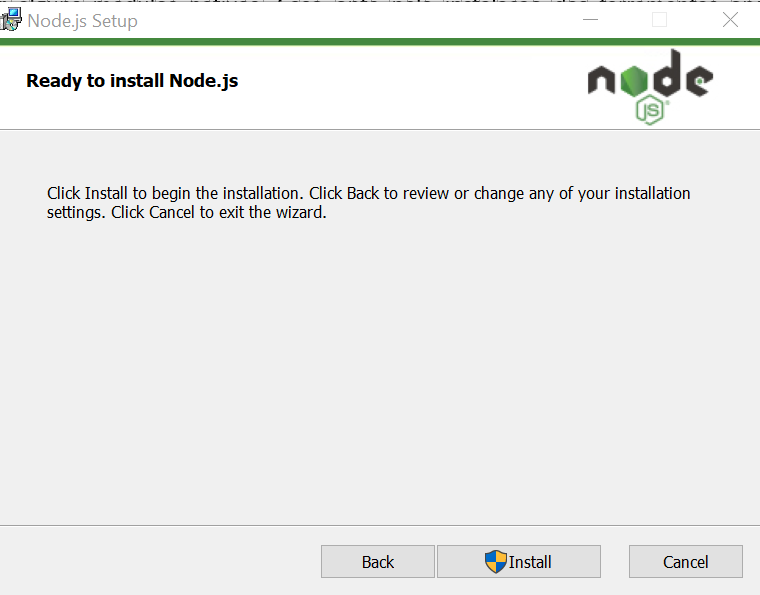 Node.js Setup
Ready to install Node.js
node
JS
Click Install to begin the installation. Click Back to review or change any of your installation
settings. Click Cancel to exit the wizard.
Back
Install
Cancel